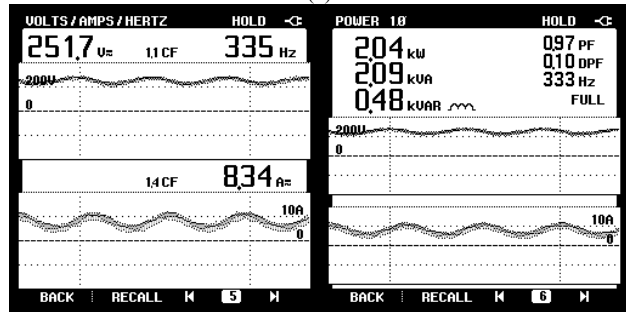 VOLTS/AMPS/HERTZ HOLD
251.7 V≂ 1.1 CF 335 Hz
200V
0
1.4 CF 8.34 A≂
10A
0
BACK RECALL 5
POWER 1.0 HOLD
2.04 kW 0.97 PF
2.09 kVA 0.10 DPF
0.48 kVAR 333 Hz
FULL
200V
0
10A
0
BACK RECALL 6